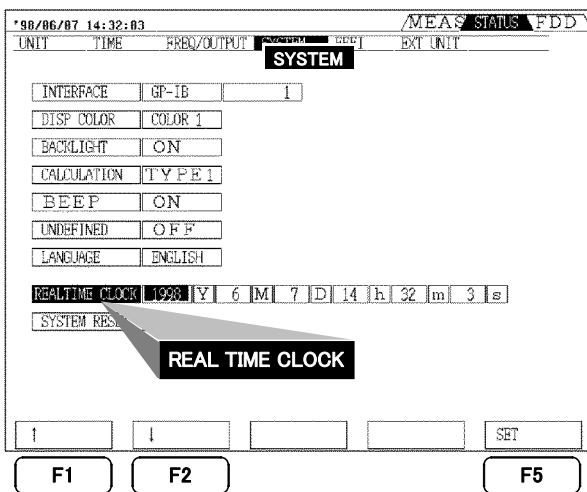 '98/06/07 14:32:03 MEAS STATUS FDD
UNIT TIME FREQ/OUTPUT EXT UNIT
SYSTEM
INTERFACE GP-IB 1
DISP COLOR COLOR 1
BACKLIGHT ON
CALCULATION TYPE1
BEEP ON
UNDEFINED OFF
LANGUAGE ENGLISH
REALTIME CLOCK 1998 Y 6 M 7 D 14 h 32 m 3 s
SYSTEM
REAL TIME CLOCK
↑ ↓ SET
F1 F2 F5